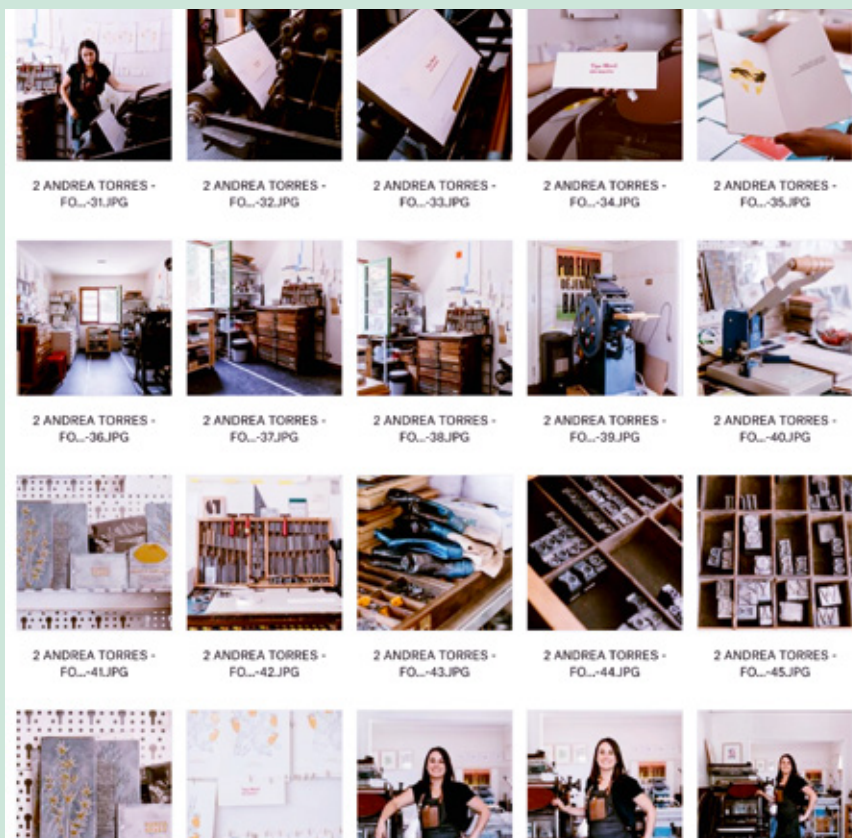 2 ANDREA TORRES -
FO...-31.JPG
2 ANDREA TORRES -
FO...-32.JPG
2 ANDREA TORRES -
FO...-33.JPG
2 ANDREA TORRES -
FO...-34.JPG
2 ANDREA TORRES -
FO...-35.JPG
POR FAVOR
DÉJENME
2 ANDREA TORRES -
FO...-36.JPG
2 ANDREA TORRES -
FO...-37.JPG
2 ANDREA TORRES -
FO...-38.JPG
2 ANDREA TORRES -
FO...-39.JPG
2 ANDREA TORRES -
FO...-40.JPG
2 ANDREA TORRES -
FO...-41.JPG
2 ANDREA TORRES -
FO...-42.JPG
2 ANDREA TORRES -
FO...-43.JPG
2 ANDREA TORRES -
FO...-44.JPG
2 ANDREA TORRES -
FO...-45.JPG